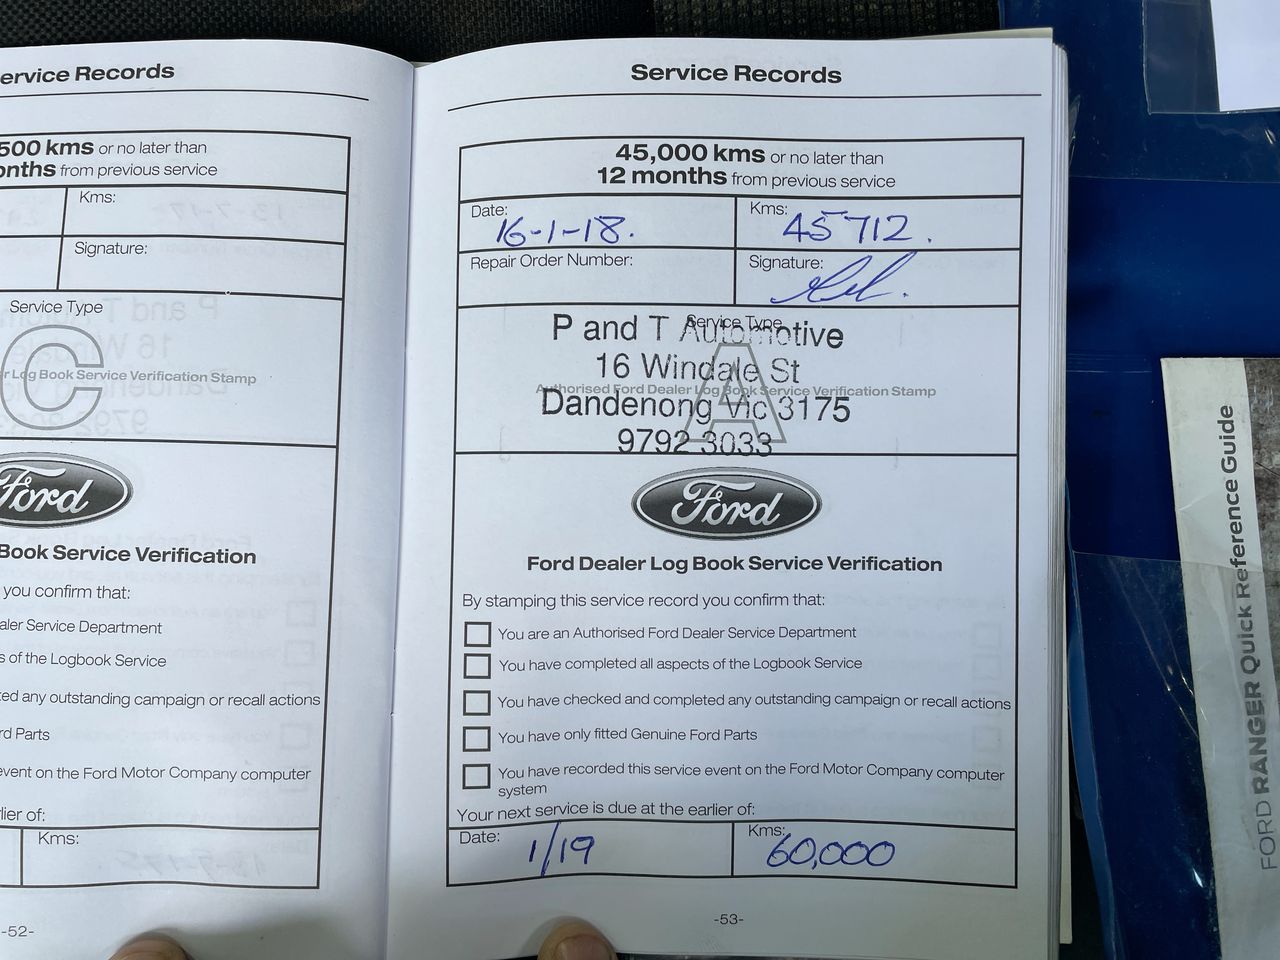 ervice Records
500 kms or no later than
onths from previous service
Kms:
Signature:
Service Type
C
r Log Book Service Verification Stamp
Ford
Book Service Verification
you confirm that:
aler Service Department
s of the Logbook Service
ted any outstanding campaign or recall actions
rd Parts
event on the Ford Motor Company computer
rlier of:
Kms:
-52-
Service Records
45,000 kms or no later than
12 months from previous service
Date:
16-1-18.
Kms:
45712.
Repair Order Number:
Signature:
Service Type
P and T Automotive
16 Windale St
A
Authorised Ford Dealer Log Book Service Verification Stamp
Dandenong Vic 3175
9792 3033
Ford
Ford Dealer Log Book Service Verification
By stamping this service record you confirm that:
You are an Authorised Ford Dealer Service Department
You have completed all aspects of the Logbook Service
You have checked and completed any outstanding campaign or recall actions
You have only fitted Genuine Ford Parts
You have recorded this service event on the Ford Motor Company computer
system
Your next service is due at the earlier of:
Date:
1/19
Kms:
60,000
-53-
FORD RANGER Quick Reference Guide